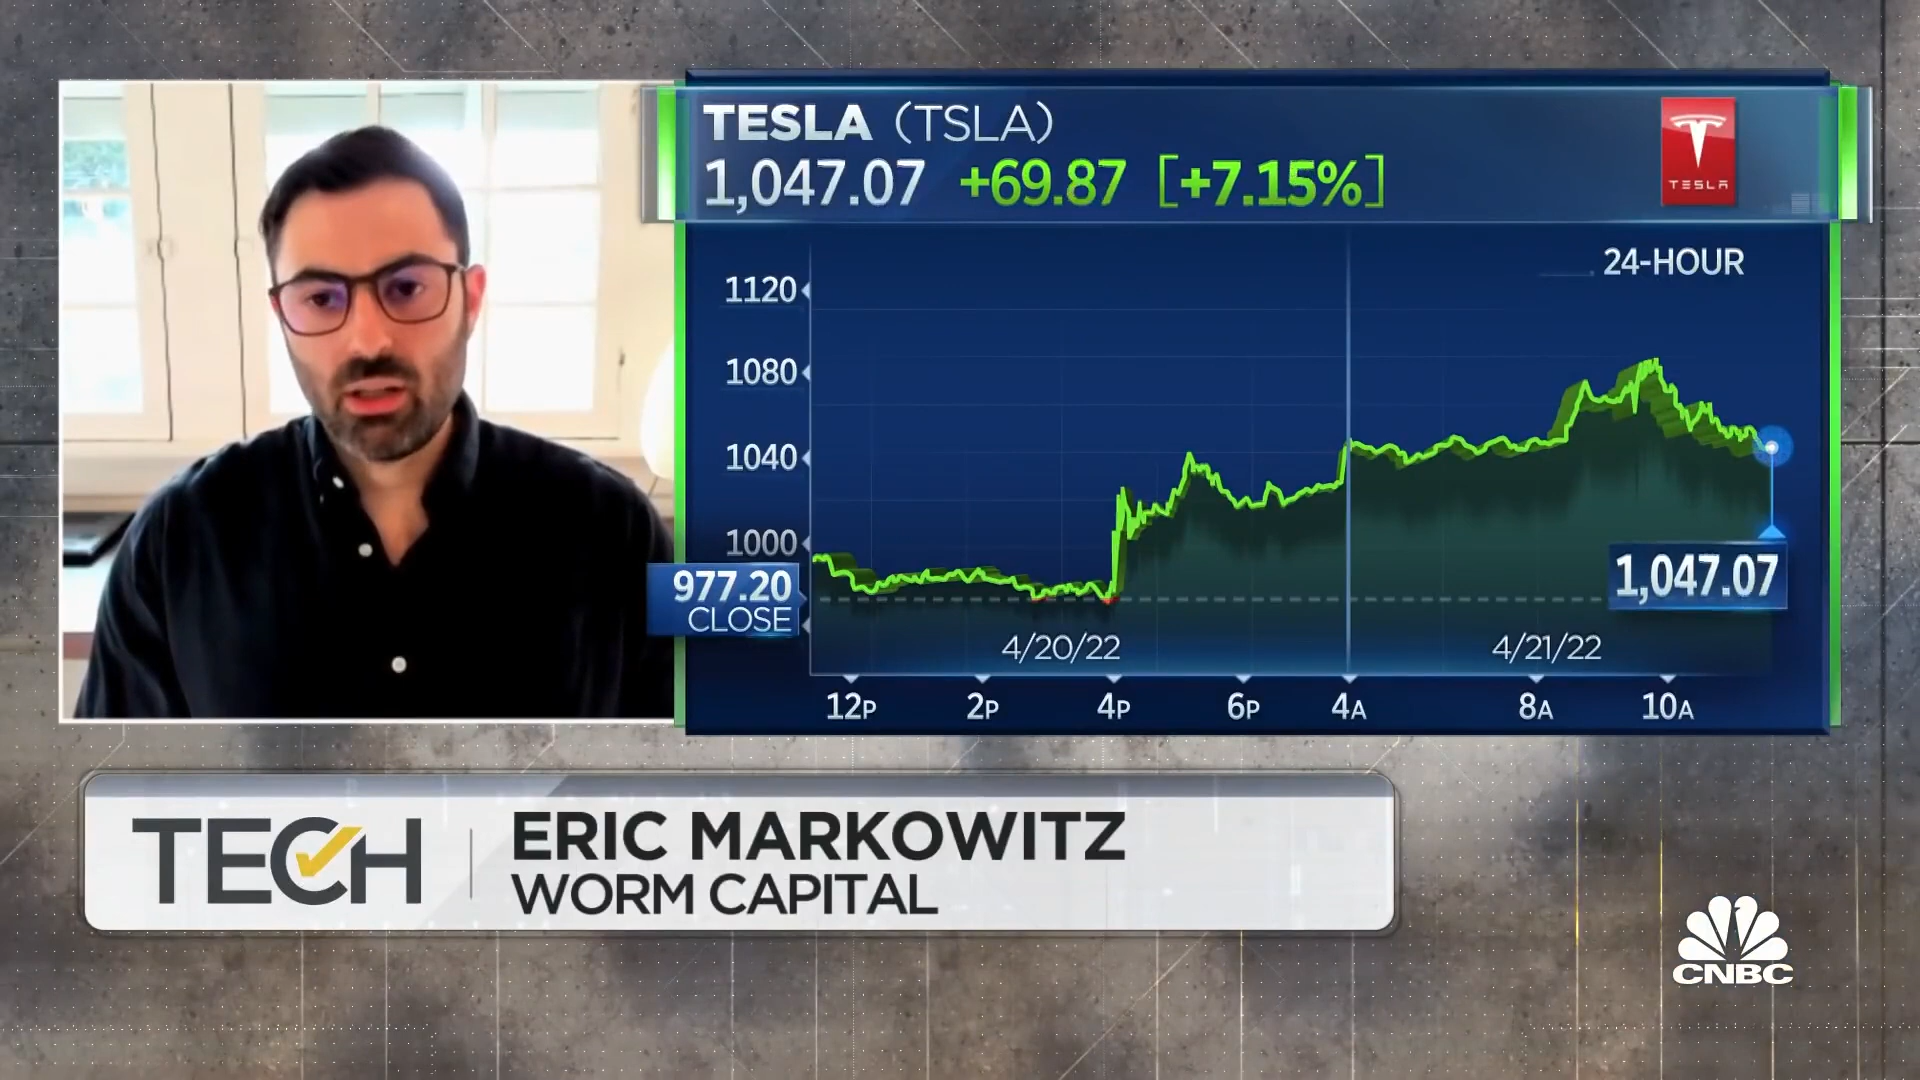 TESLA (TSLA)
1,047.07 +69.87 [+7.15%]
TESLA
24-HOUR
1120
1080
1040
1000
977.20
CLOSE
1,047.07
4/20/22 4/21/22
12P 2P 4P 6P 4A 8A 10A
TECH
ERIC MARKOWITZ
WORM CAPITAL
CNBC